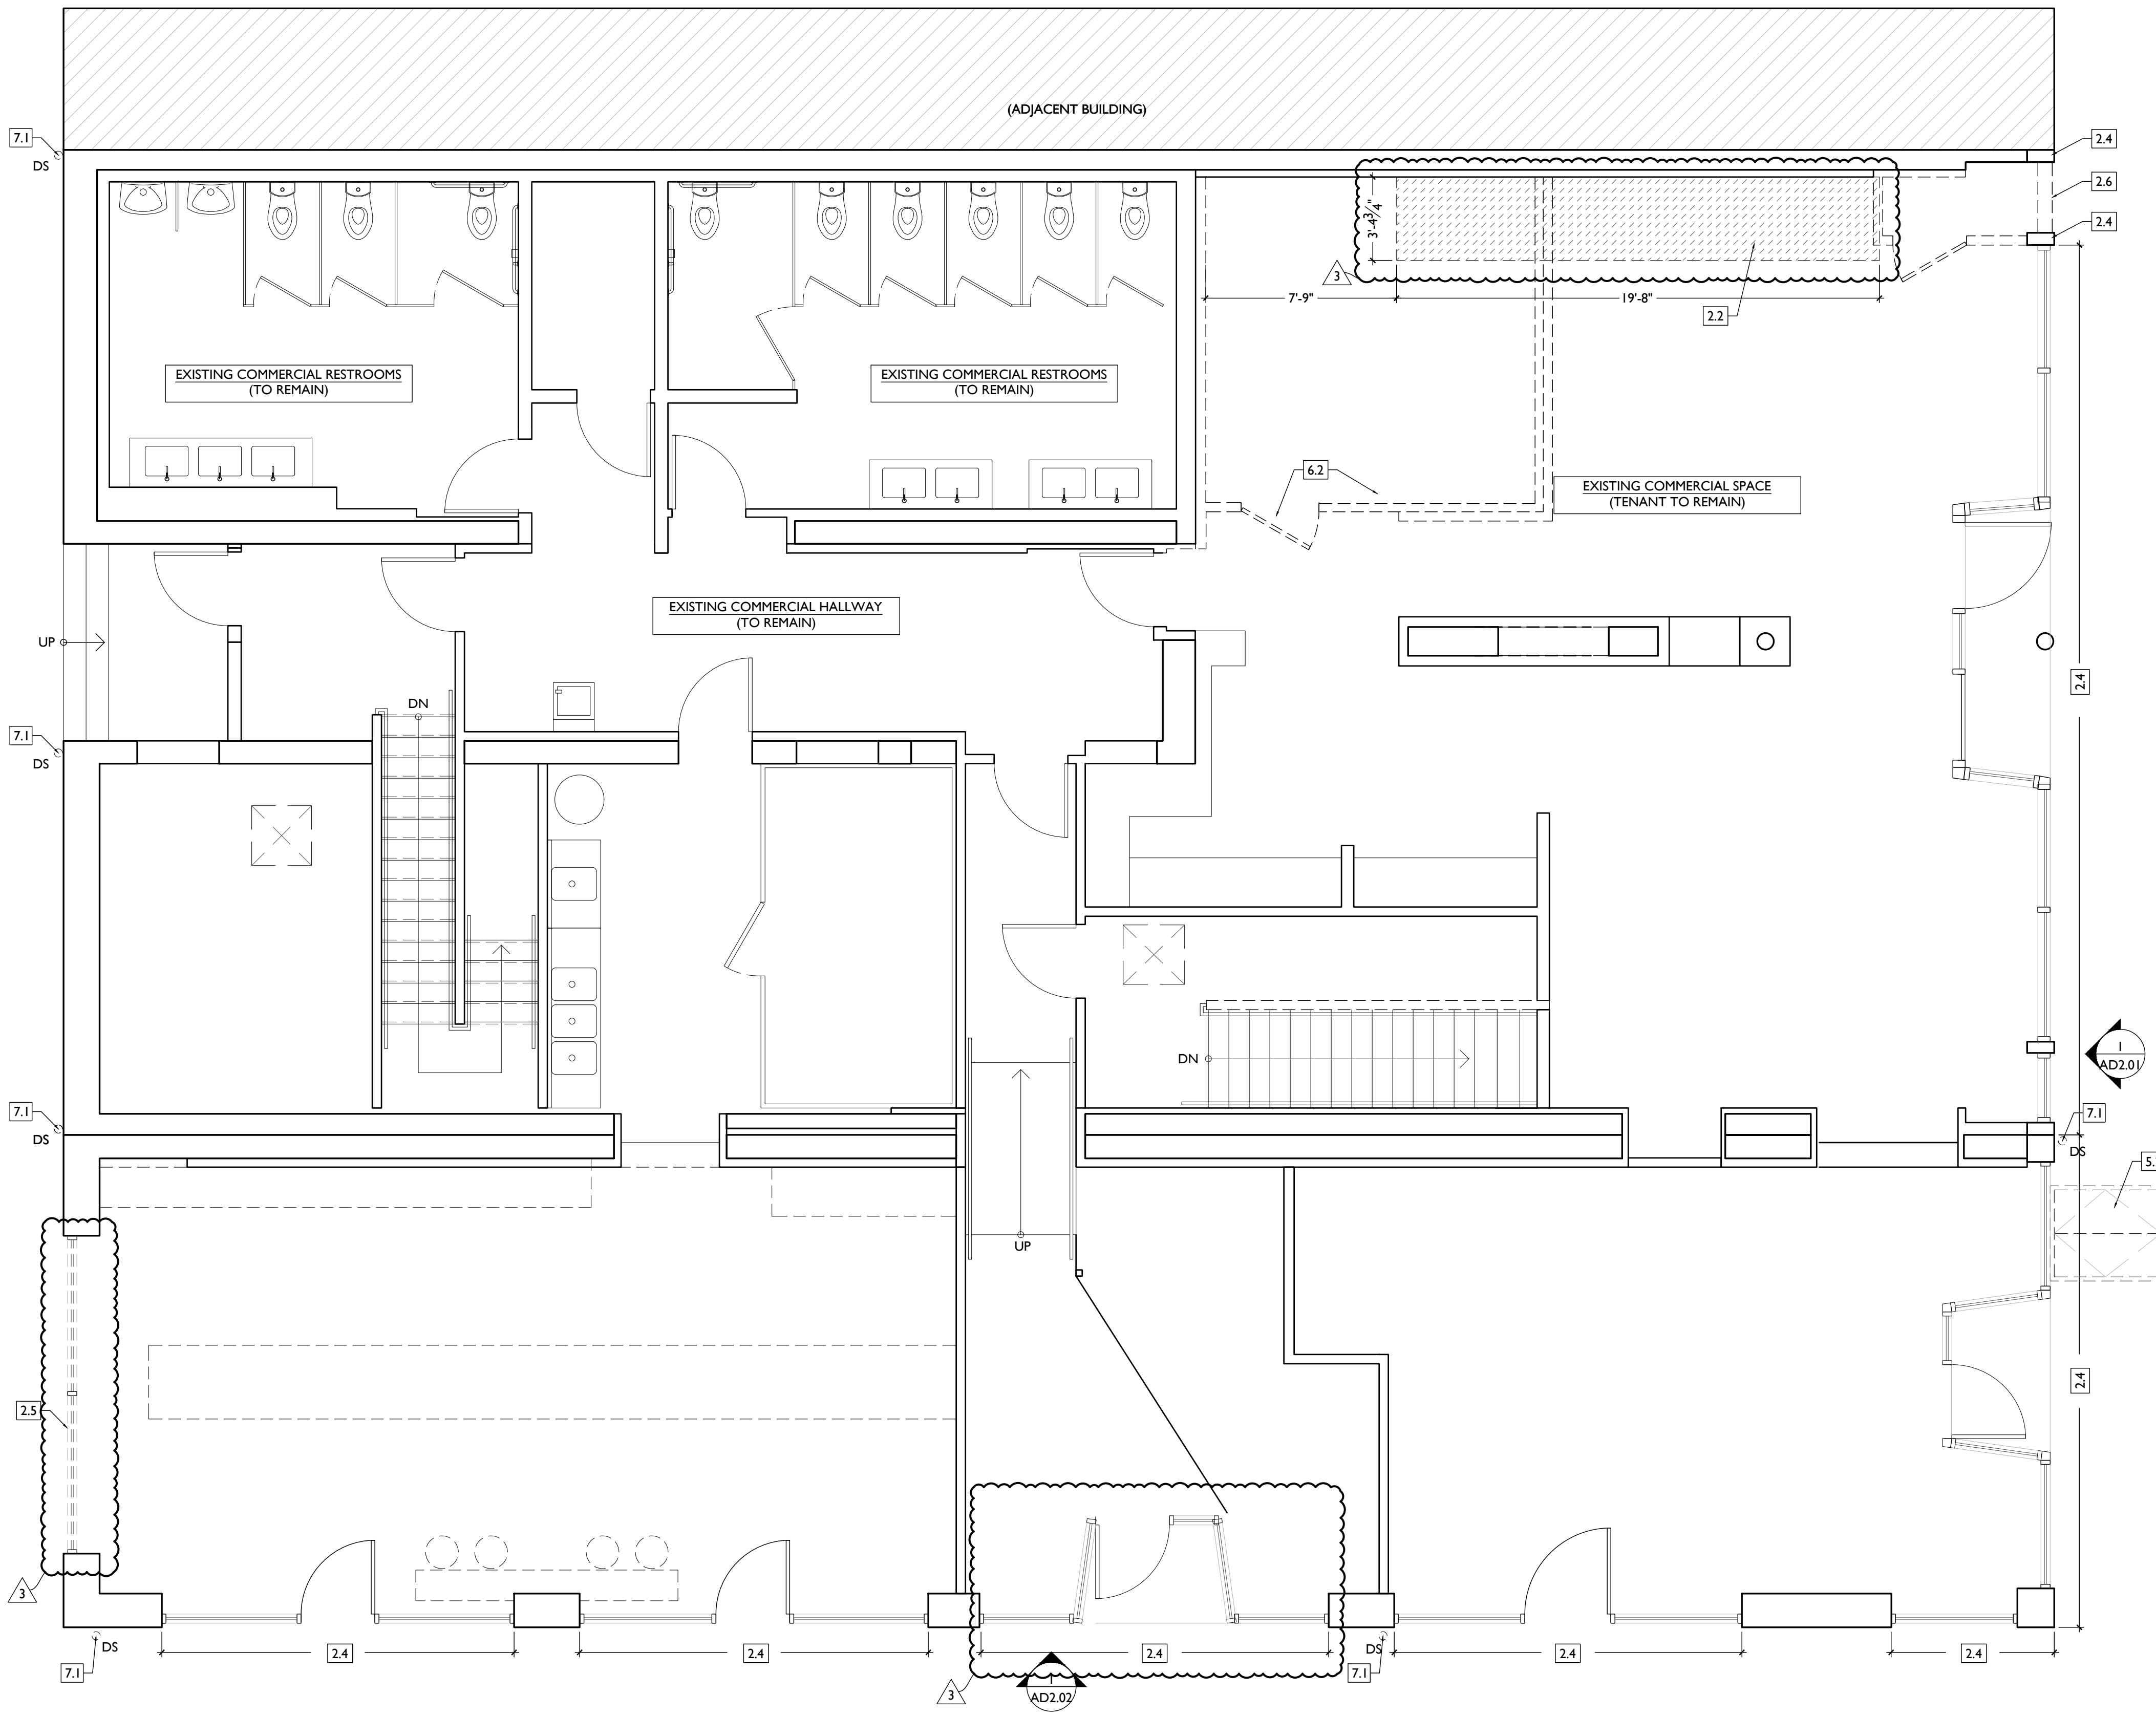 (ADJACENT BUILDING)
7.1
DS
2.4
2.6
2.4
3'-4 3/4"
3
7'-9"
19'-8"
2.2
EXISTING COMMERCIAL RESTROOMS
(TO REMAIN)
EXISTING COMMERCIAL RESTROOMS
(TO REMAIN)
6.2
EXISTING COMMERCIAL SPACE
(TENANT TO REMAIN)
EXISTING COMMERCIAL HALLWAY
(TO REMAIN)
UP
2.4
DN
7.1
DS
DN
1
AD2.01
7.1
DS
7.1
DS
5.
UP
2.4
2.5
3
DS
7.1
2.4
2.4
2.4
DS
7.1
2.4
2.4
3
1
AD2.02